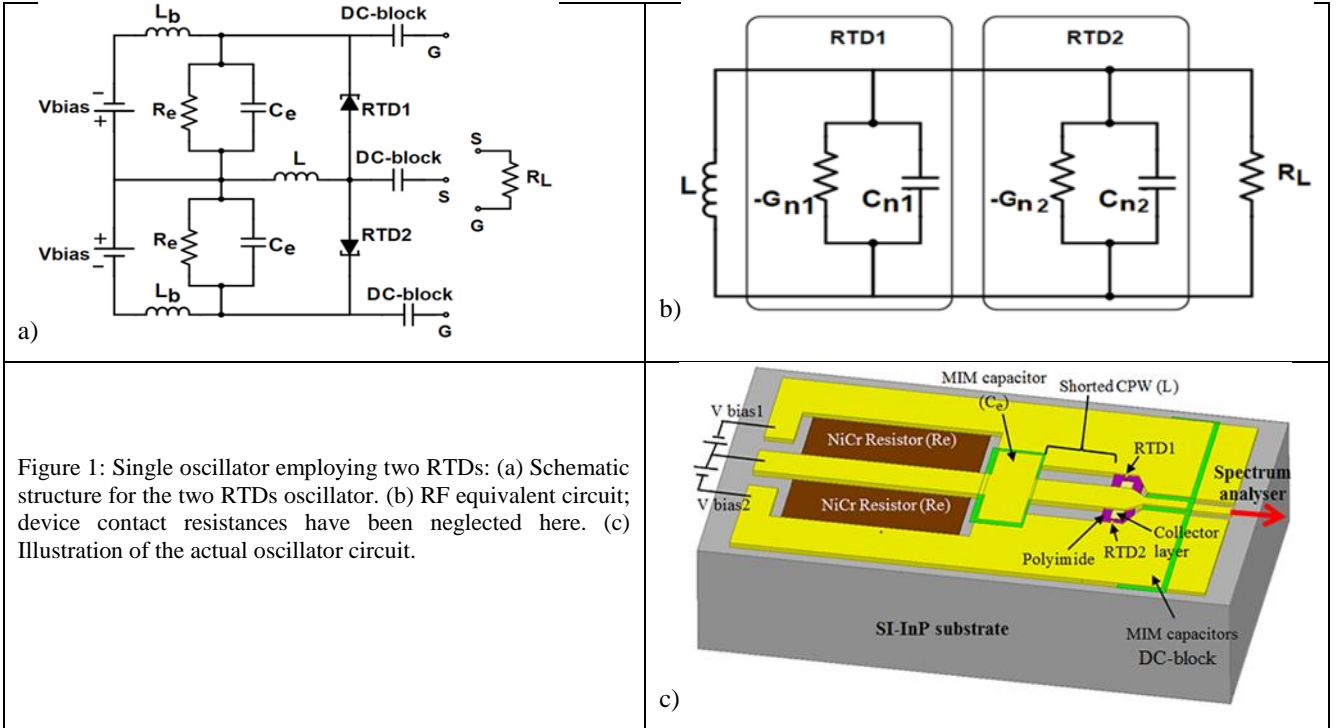 Lb
DC-block
G
Vbias
−
+
Re
Ce
RTD1
L
DC-block
S
S
RL
G
Vbias
+
−
Re
Ce
RTD2
Lb
DC-block
G
a)
RTD1
RTD2
L
-Gn1
Cn1
-Gn2
Cn2
RL
b)
Figure 1: Single oscillator employing two RTDs: (a) Schematic
structure for the two RTDs oscillator. (b) RF equivalent circuit;
device contact resistances have been neglected here. (c)
Illustration of the actual oscillator circuit.
MIM capacitor
(Ce)
Shorted CPW (L)
V bias1
NiCr Resistor (Re)
RTD1
Spectrum
analyser
V bias2
NiCr Resistor (Re)
Polyimide
RTD2
Collector
layer
SI-InP substrate
MIM capacitors
DC-block
c)